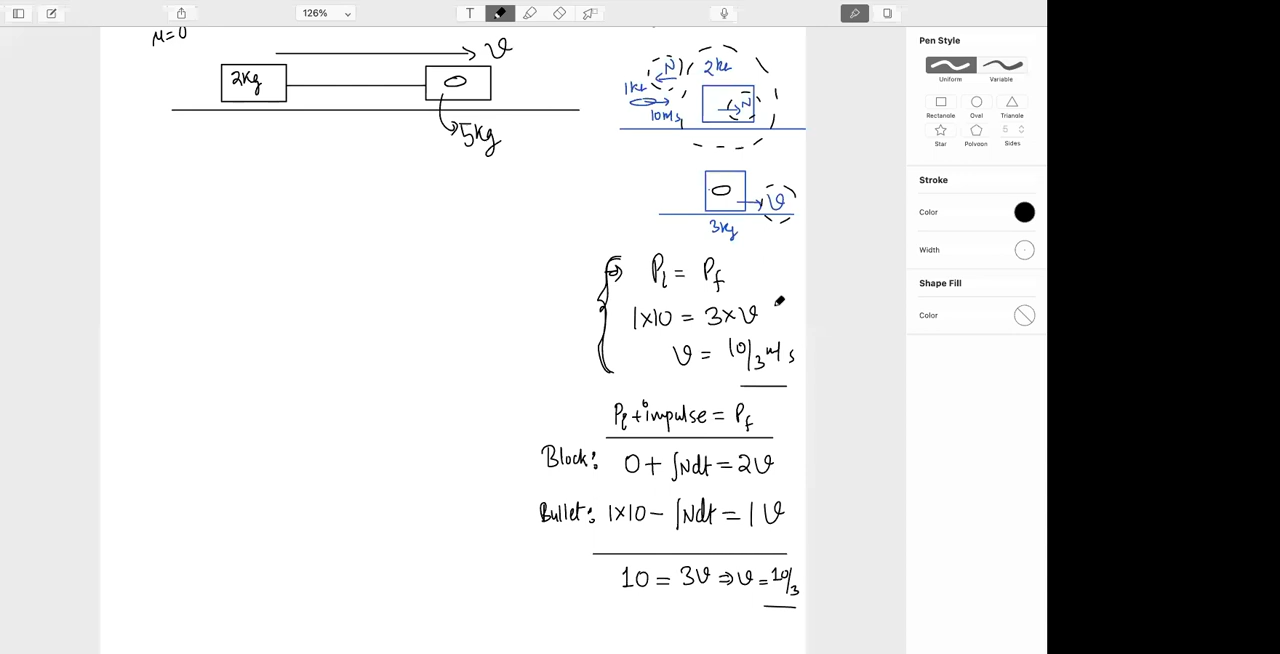 126%
T
μ=0
2kg
v
5kg
1kg
N
2kg
10m/s
N
v
3kg
⇒ Pi = Pf
1×10 = 3×v
v = 10/3 m/s
Pi + impulse = Pf
Block: 0 + ∫Ndt = 2v
Bullet: 1×10 − ∫Ndt = 1v
10 = 3v ⇒ v = 10/3
Pen Style
Uniform Variable
Rectangle Oval Triangle
5
Star Polygon Sides
Stroke
Color
Width
Shape Fill
Color